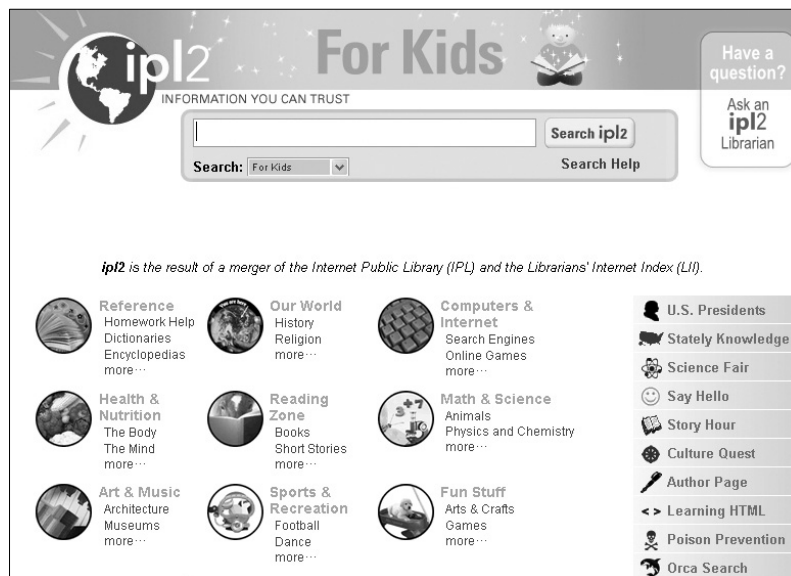 ipl2
For Kids
Have a
question?
Ask an
ipl2
Librarian
INFORMATION YOU CAN TRUST
Search ipl2
Search: For Kids
Search Help
ipl2 is the result of a merger of the Internet Public Library (IPL) and the Librarians' Internet Index (LII).
Reference
Homework Help
Dictionaries
Encyclopedias
more...
Our World
History
Religion
more...
Computers &
Internet
Search Engines
Online Games
more...
Health &
Nutrition
The Body
The Mind
more...
Reading
Zone
Books
Short Stories
more...
Math & Science
Animals
Physics and Chemistry
more...
Art & Music
Architecture
Museums
more...
Sports &
Recreation
Football
Dance
more...
Fun Stuff
Arts & Crafts
Games
more...
U.S. Presidents
Stately Knowledge
Science Fair
Say Hello
Story Hour
Culture Quest
Author Page
<> Learning HTML
Poison Prevention
Orca Search